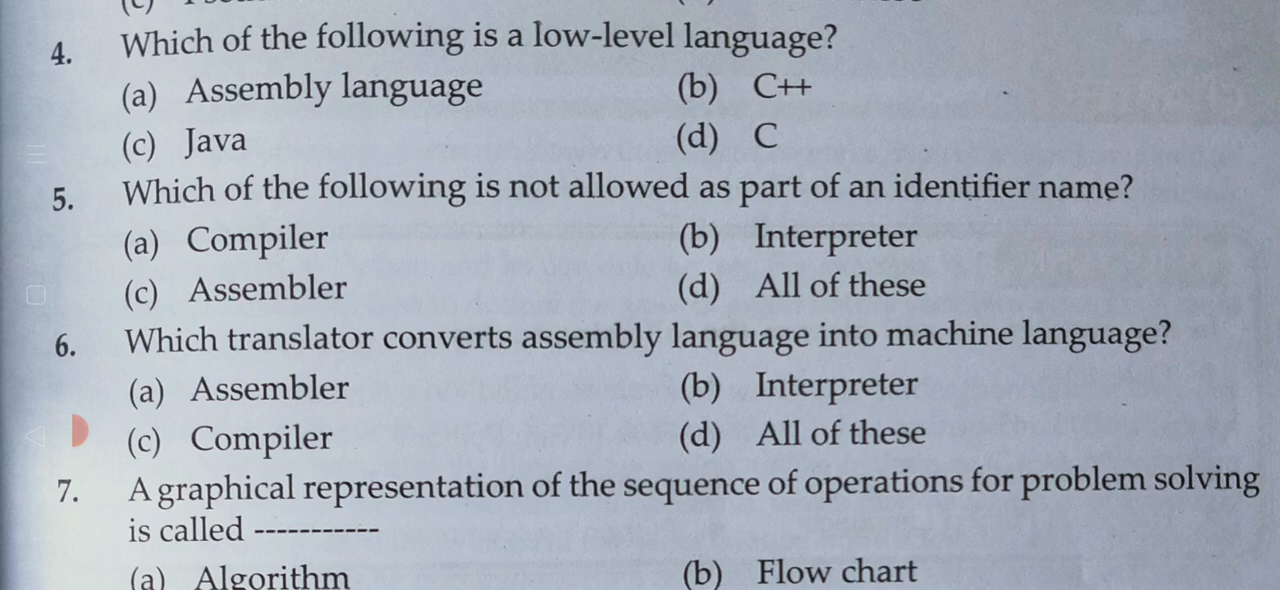 4. Which of the following is a low-level language?
(a) Assembly language (b) C++
(c) Java (d) C
5. Which of the following is not allowed as part of an identifier name?
(a) Compiler (b) Interpreter
(c) Assembler (d) All of these
6. Which translator converts assembly language into machine language?
(a) Assembler (b) Interpreter
(c) Compiler (d) All of these
7. A graphical representation of the sequence of operations for problem solving
is called -----------
(a) Algorithm (b) Flow chart